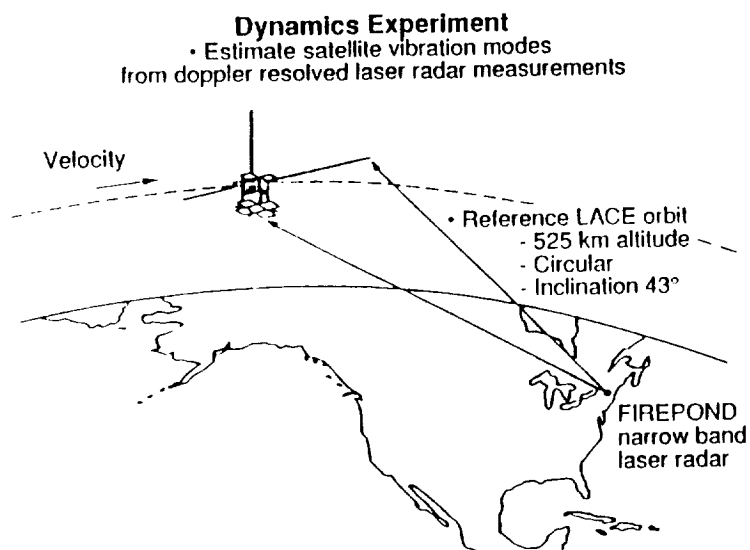 Dynamics Experiment
• Estimate satellite vibration modes
from doppler resolved laser radar measurements
Velocity
• Reference LACE orbit
- 525 km altitude
- Circular
- Inclination 43°
FIREPOND
narrow band
laser radar